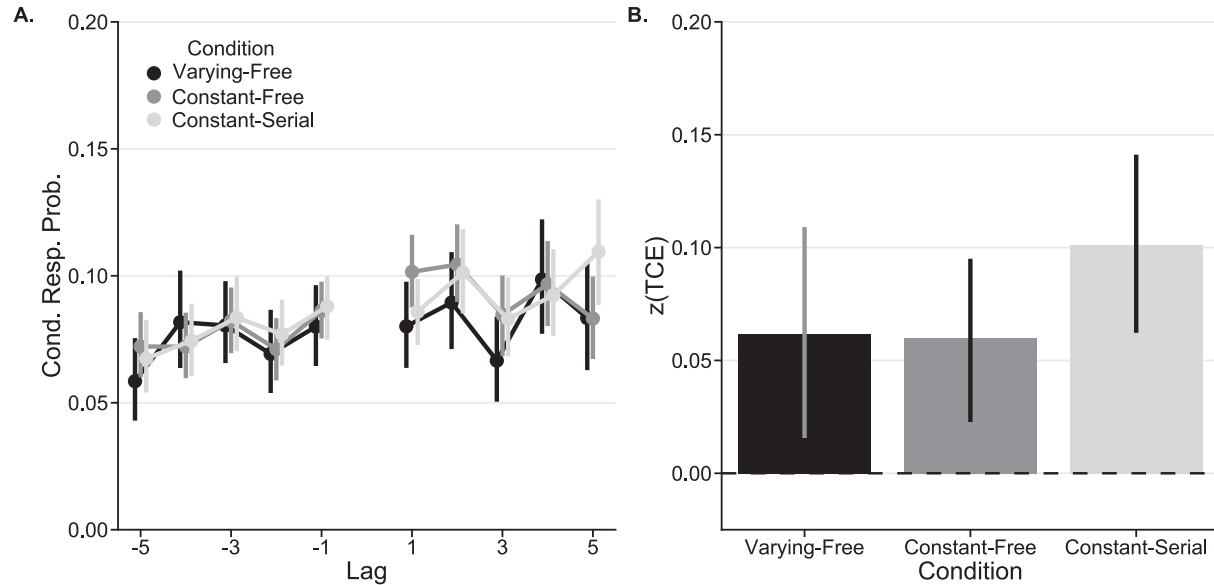 A.
Cond. Resp. Prob.
0.20
0.15
0.10
0.05
0.00
Condition
Varying-Free
Constant-Free
Constant-Serial
-5 -3 -1 1 3 5
Lag
B.
z(TCE)
0.20
0.15
0.10
0.05
0.00
Varying-Free Constant-Free Constant-Serial
Condition